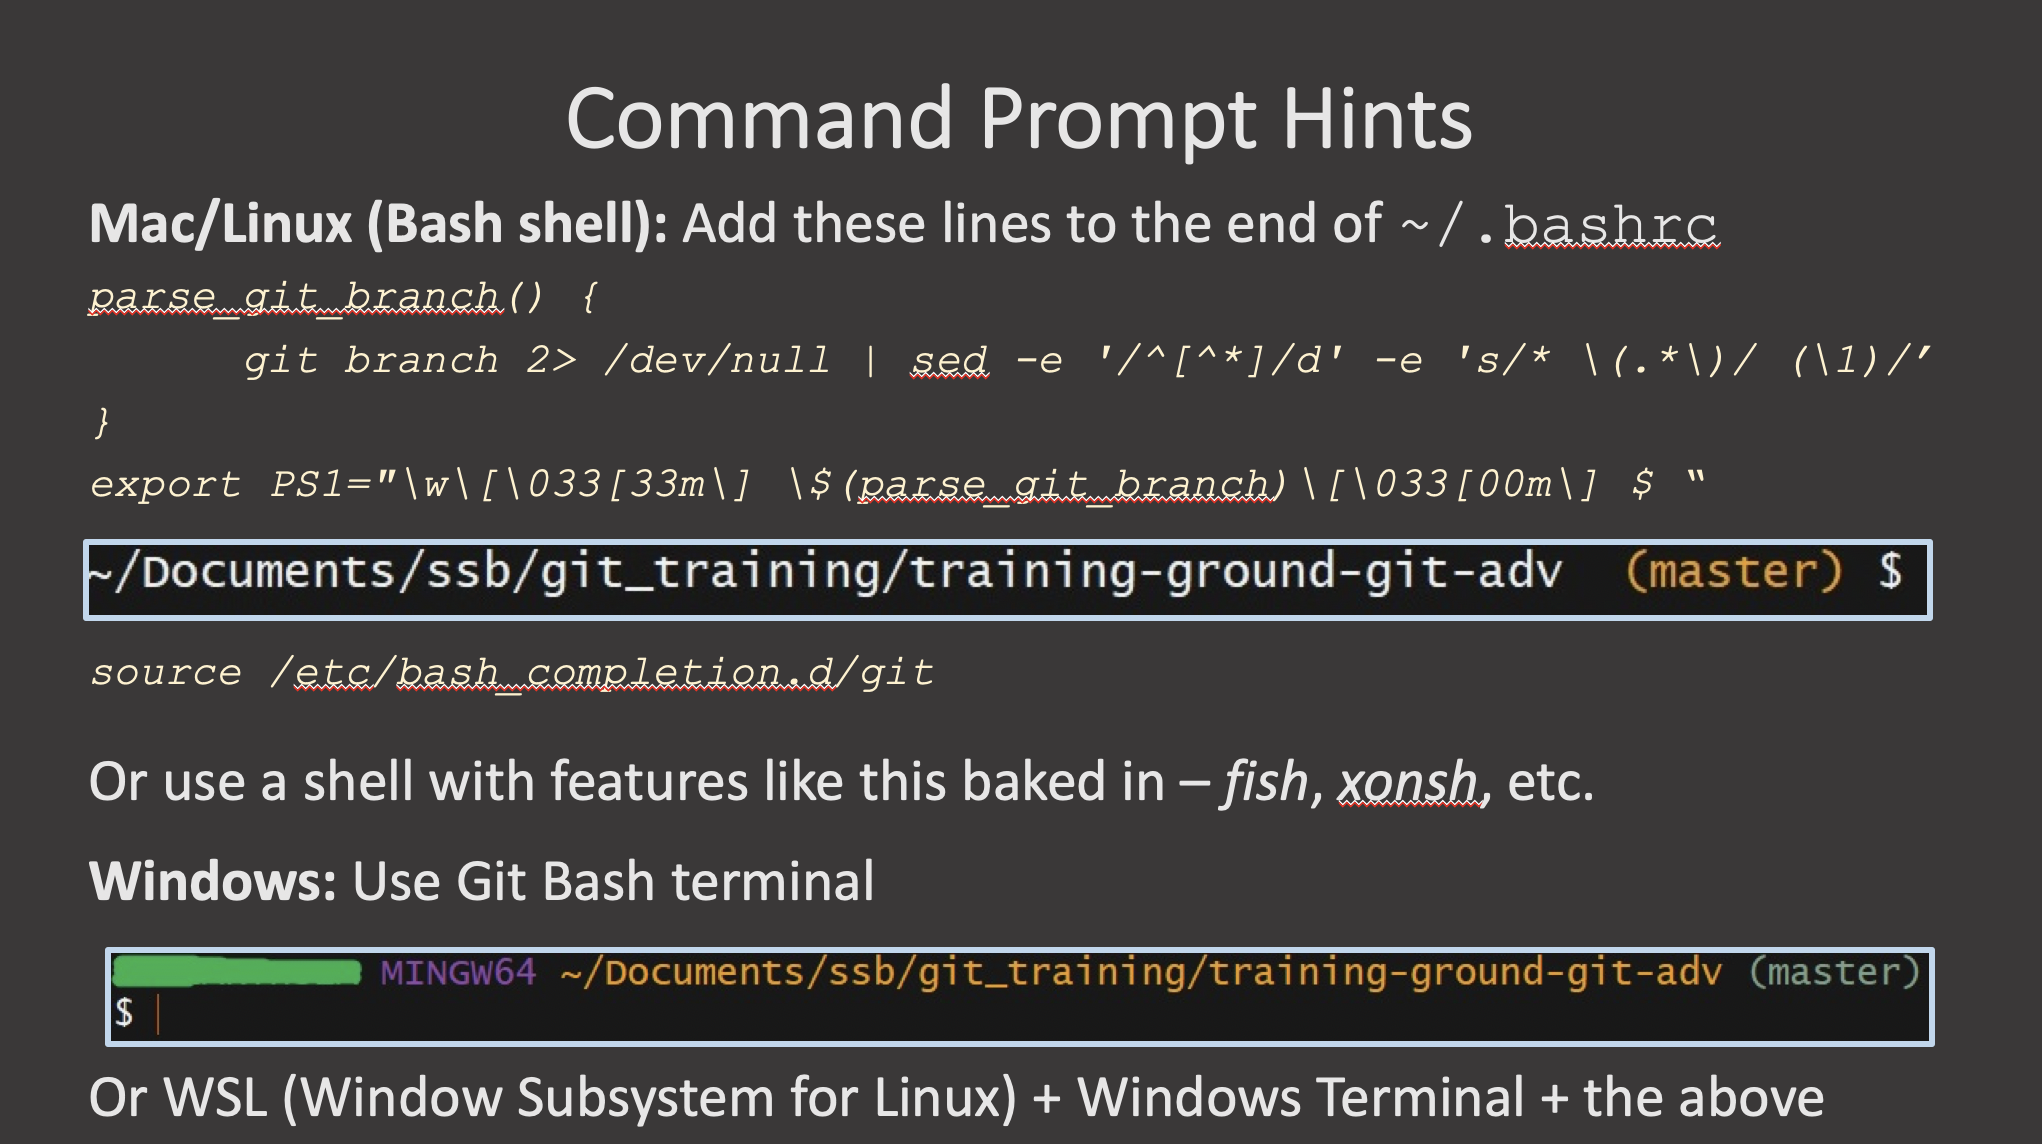 Command Prompt Hints
Mac/Linux (Bash shell): Add these lines to the end of ~/.bashrc
parse_git_branch() {
git branch 2> /dev/null | sed -e '/^[^*]/d' -e 's/* \(.*\)/ (\1)/’
}
export PS1="\w\[\033[33m\] \$(parse_git_branch)\[\033[00m\] $ “
~/Documents/ssb/git_training/training-ground-git-adv  (master) $
source /etc/bash_completion.d/git
Or use a shell with features like this baked in – fish, xonsh, etc.
Windows: Use Git Bash terminal
MINGW64 ~/Documents/ssb/git_training/training-ground-git-adv (master)
$
Or WSL (Window Subsystem for Linux) + Windows Terminal + the above